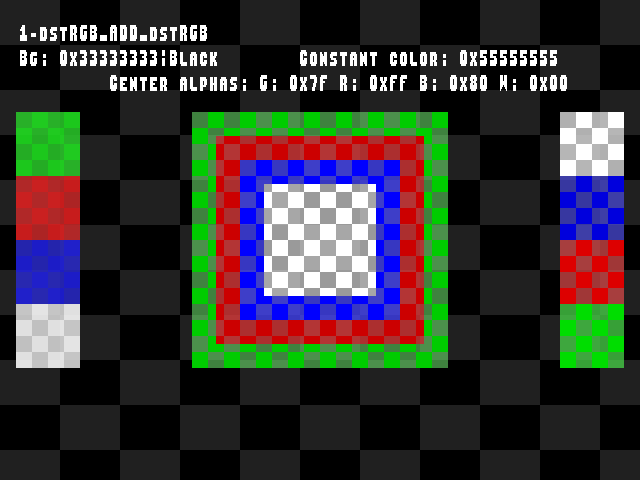 1-dstRGB_ADD_dstRGB
Bg: 0x33333333;Black Constant color: 0x55555555
Center alphas: G: 0x7f R: 0xff B: 0x80 W: 0x00